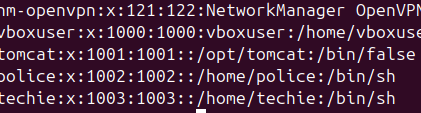 nm-openvpn:x:121:122:NetworkManager OpenVPN
vboxuser:x:1000:1000:vboxuser:/home/vboxuse
tomcat:x:1001:1001::/opt/tomcat:/bin/false
police:x:1002:1002::/home/police:/bin/sh
techie:x:1003:1003::/home/techie:/bin/sh